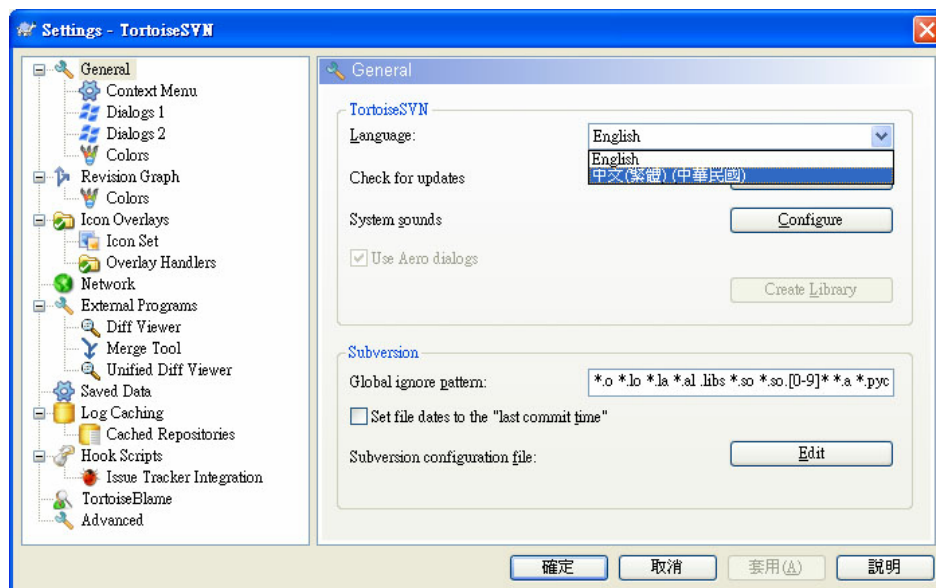 Settings - TortoiseSVN
General
Context Menu
Dialogs 1
Dialogs 2
Colors
Revision Graph
Colors
Icon Overlays
Icon Set
Overlay Handlers
Network
External Programs
Diff Viewer
Merge Tool
Unified Diff Viewer
Saved Data
Log Caching
Cached Repositories
Hook Scripts
Issue Tracker Integration
TortoiseBlame
Advanced
General
TortoiseSVN
Language:
English
English
中文(繁體) (中華民國)
Check for updates
System sounds
Configure
Use Aero dialogs
Create Library
Subversion
Global ignore pattern:
*.o *.lo *.la *.al .libs *.so *.so.[0-9]* *.a *.pyc
Set file dates to the "last commit time"
Subversion configuration file:
Edit
確定
取消
套用(A)
說明